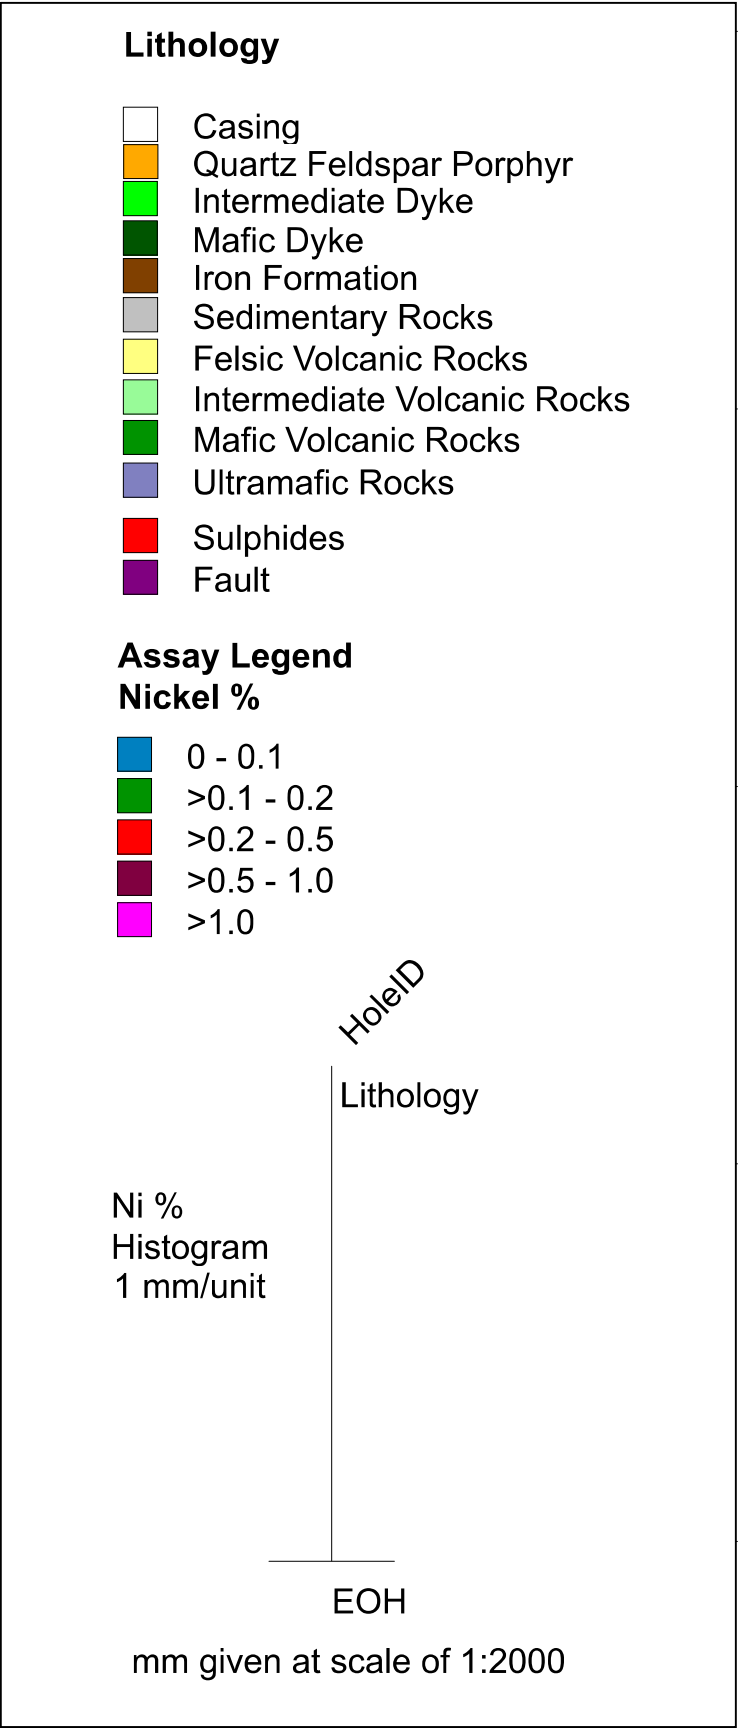 Lithology
Casing
Quartz Feldspar Porphyr
Intermediate Dyke
Mafic Dyke
Iron Formation
Sedimentary Rocks
Felsic Volcanic Rocks
Intermediate Volcanic Rocks
Mafic Volcanic Rocks
Ultramafic Rocks
Sulphides
Fault
Assay Legend
Nickel %
0 - 0.1
>0.1 - 0.2
>0.2 - 0.5
>0.5 - 1.0
>1.0
HoleID
Lithology
Ni %
Histogram
1 mm/unit
EOH
mm given at scale of 1:2000